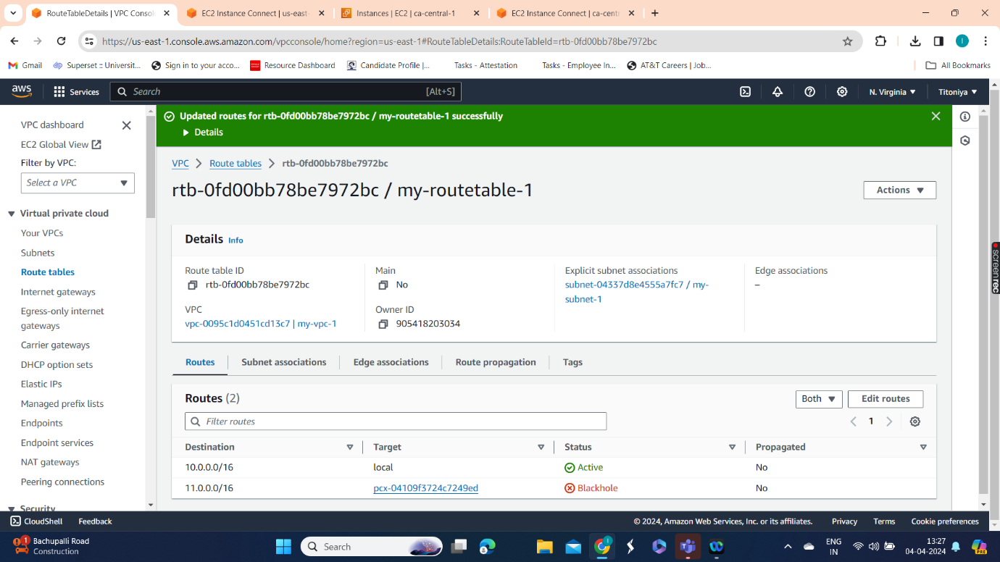 RouteTableDetails | VPC Consol
EC2 Instance Connect | us-east-
Instances | EC2 | ca-central-1
EC2 Instance Connect | ca-centr
https://us-east-1.console.aws.amazon.com/vpcconsole/home?region=us-east-1#RouteTableDetails:RouteTableId=rtb-0fd00bb78be7972bc
I
Gmail
Superset :: Universit...
Sign in to your acco...
Resource Dashboard
Candidate Profile |...
Tasks - Attestation
Tasks - Employee In...
AT&T Careers | Job...
All Bookmarks
aws
Services
Search
[Alt+S]
N. Virginia
Titoniya
VPC dashboard
EC2 Global View
Filter by VPC:
Select a VPC
Virtual private cloud
Your VPCs
Subnets
Route tables
Internet gateways
Egress-only internet
gateways
Carrier gateways
DHCP option sets
Elastic IPs
Managed prefix lists
Endpoints
Endpoint services
NAT gateways
Peering connections
Security
Updated routes for rtb-0fd00bb78be7972bc / my-routetable-1 successfully
Details
VPC
Route tables
rtb-0fd00bb78be7972bc
rtb-0fd00bb78be7972bc / my-routetable-1
Actions
Details Info
Route table ID
rtb-0fd00bb78be7972bc
Main
No
Explicit subnet associations
subnet-04337d8e4555a7fc7 / my-
subnet-1
Edge associations
–
VPC
vpc-0095c1d0451cd13c7 | my-vpc-1
Owner ID
905418203034
Routes
Subnet associations
Edge associations
Route propagation
Tags
Routes (2)
Both
Edit routes
Filter routes
1
Destination
Target
Status
Propagated
10.0.0.0/16
local
Active
No
11.0.0.0/16
pcx-04109f3724c7249ed
Blackhole
No
screenrec
CloudShell
Feedback
© 2024, Amazon Web Services, Inc. or its affiliates.
Privacy
Terms
Cookie preferences
1
Bachupalli Road
Construction
Search
ENG
IN
13:27
04-04-2024
PRE